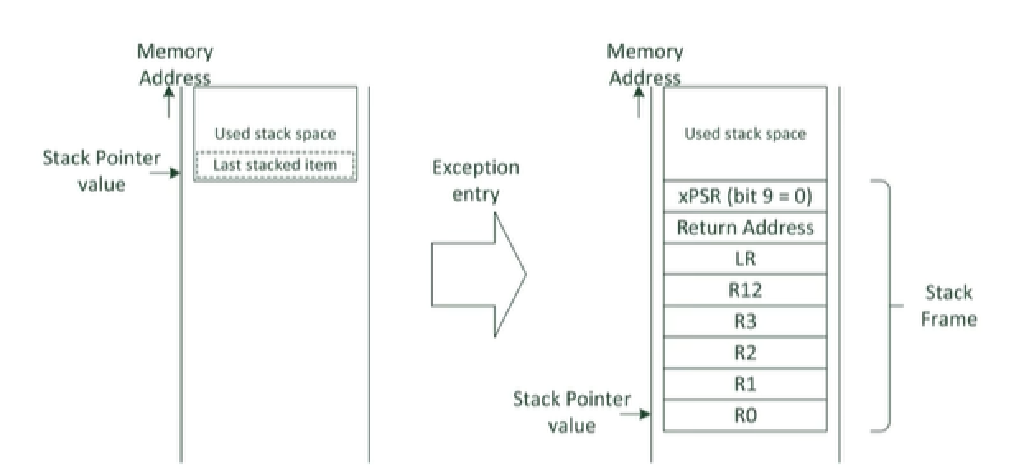 Memory
Address
Used stack space
Last stacked item
Stack Pointer
value
Exception
entry
Memory
Address
Used stack space
xPSR (bit 9 = 0)
Return Address
LR
R12
R3
R2
R1
R0
Stack Pointer
value
Stack
Frame